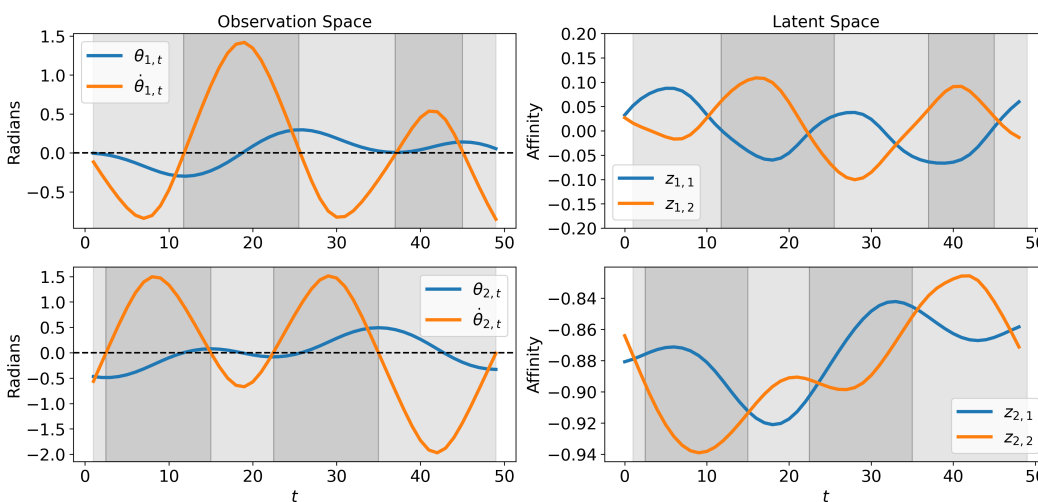 Observation Space
Latent Space
1.5
1.0
0.5
0.0
−0.5
Radians
θ1,t
θ̇1,t
0 10 20 30 40 50
0.20
0.15
0.10
0.05
0.00
−0.05
−0.10
−0.15
−0.20
Affinity
z1,1
z1,2
0 10 20 30 40 50
1.5
1.0
0.5
0.0
−0.5
−1.0
−1.5
−2.0
Radians
θ2,t
θ̇2,t
0 10 20 30 40 50
t
−0.84
−0.86
−0.88
−0.90
−0.92
−0.94
Affinity
z2,1
z2,2
0 10 20 30 40 50
t